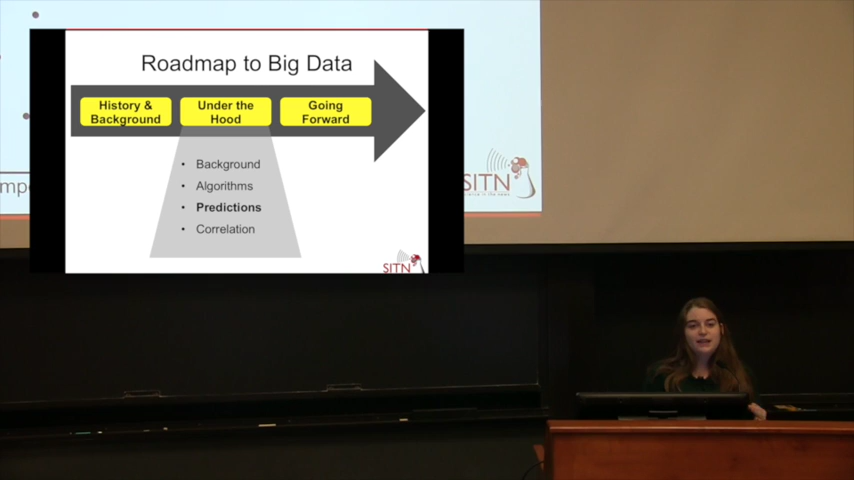 Roadmap to Big Data
History &
Background
Under the
Hood
Going
Forward
• Background
• Algorithms
• Predictions
• Correlation
SITN
SITN